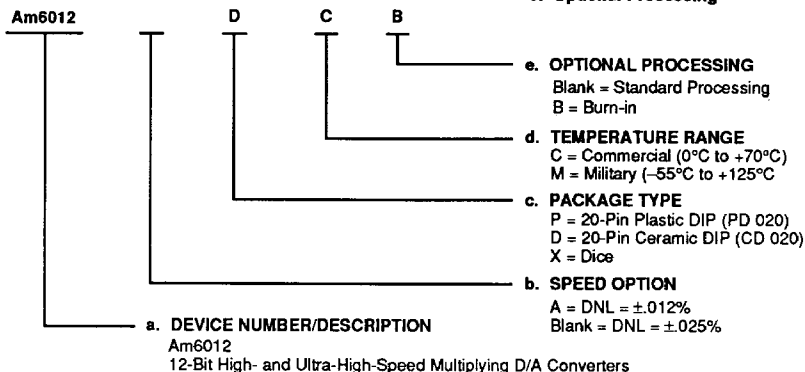 Am6012 D C B
e. OPTIONAL PROCESSING
Blank = Standard Processing
B = Burn-in
d. TEMPERATURE RANGE
C = Commercial (0°C to +70°C)
M = Military (–55°C to +125°C
c. PACKAGE TYPE
P = 20-Pin Plastic DIP (PD 020)
D = 20-Pin Ceramic DIP (CD 020)
X = Dice
b. SPEED OPTION
A = DNL = ±.012%
Blank = DNL = ±.025%
a. DEVICE NUMBER/DESCRIPTION
Am6012
12-Bit High- and Ultra-High-Speed Multiplying D/A Converters